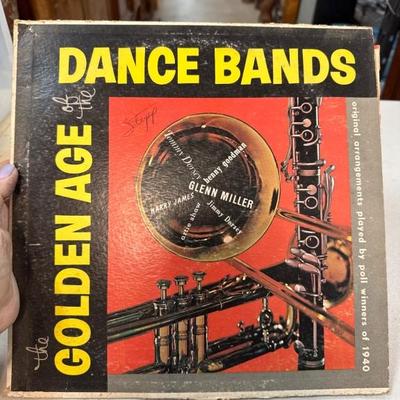 the GOLDEN AGE of the
DANCE BANDS
Tommy Dorsey
benny goodman
GLENN MILLER
HARRY JAMES
Jimmy Dorsey
artie shaw
original arrangements played by poll winners of 1940